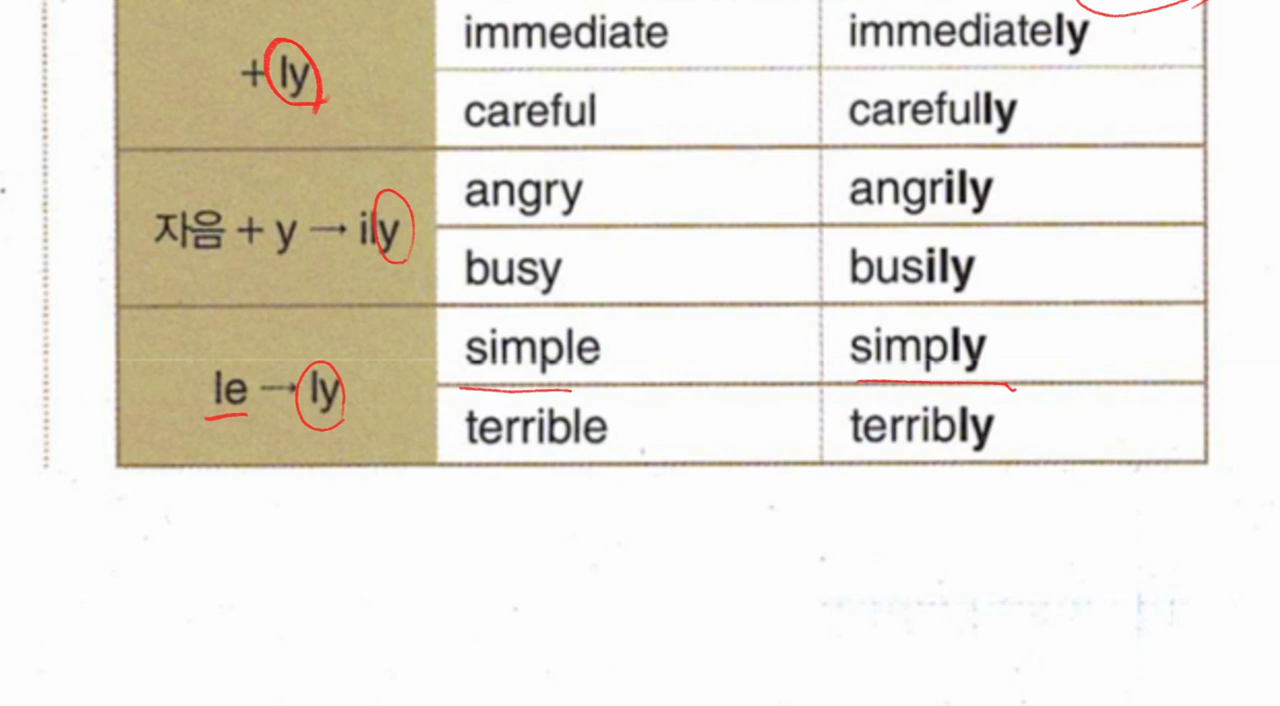 immediate immediately
+ ly
careful carefully
angry angrily
자음 + y → ily
busy busily
simple simply
le → ly
terrible terribly